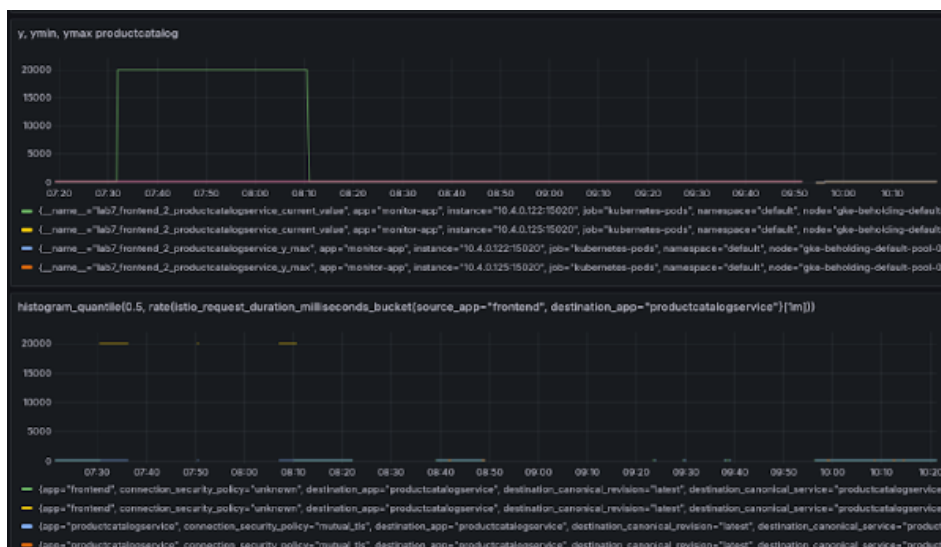 y, ymin, ymax productcatalog
20000
15000
10000
5000
0
07:20 07:30 07:40 07:50 08:00 08:10 08:20 08:30 08:40 08:50 09:00 09:10 09:20 09:30 09:40 09:50 10:00 10:10
{__name__="lab7_frontend_2_productcatalogservice_current_value", app="monitor-app", instance="10.4.0.122:15020", job="kubernetes-pods", namespace="default", node="gke-beholding-default
{__name__="lab7_frontend_2_productcatalogservice_current_value", app="monitor-app", instance="10.4.0.125:15020", job="kubernetes-pods", namespace="default", node="gke-beholding-default
{__name__="lab7_frontend_2_productcatalogservice_y_max", app="monitor-app", instance="10.4.0.122:15020", job="kubernetes-pods", namespace="default", node="gke-beholding-default-pool-0
{__name__="lab7_frontend_2_productcatalogservice_y_max", app="monitor-app", instance="10.4.0.125:15020", job="kubernetes-pods", namespace="default", node="gke-beholding-default-pool-0
histogram_quantile(0.5, rate(istio_request_duration_milliseconds_bucket{source_app="frontend", destination_app="productcatalogservice"}[1m]))
20000
15000
10000
5000
0
07:30 07:40 07:50 08:00 08:10 08:20 08:30 08:40 08:50 09:00 09:10 09:20 09:30 09:40 09:50 10:00 10:10 10:20
{app="frontend", connection_security_policy="unknown", destination_app="productcatalogservice", destination_canonical_revision="latest", destination_canonical_service="productcatalogservice
{app="frontend", connection_security_policy="unknown", destination_app="productcatalogservice", destination_canonical_revision="latest", destination_canonical_service="productcatalogservice
{app="productcatalogservice", connection_security_policy="mutual_tls", destination_app="productcatalogservice", destination_canonical_revision="latest", destination_canonical_service="product
{app="productcatalogservice", connection_security_policy="mutual_tls", destination_app="productcatalogservice", destination_canonical_revision="latest", destination_canonical_service="product